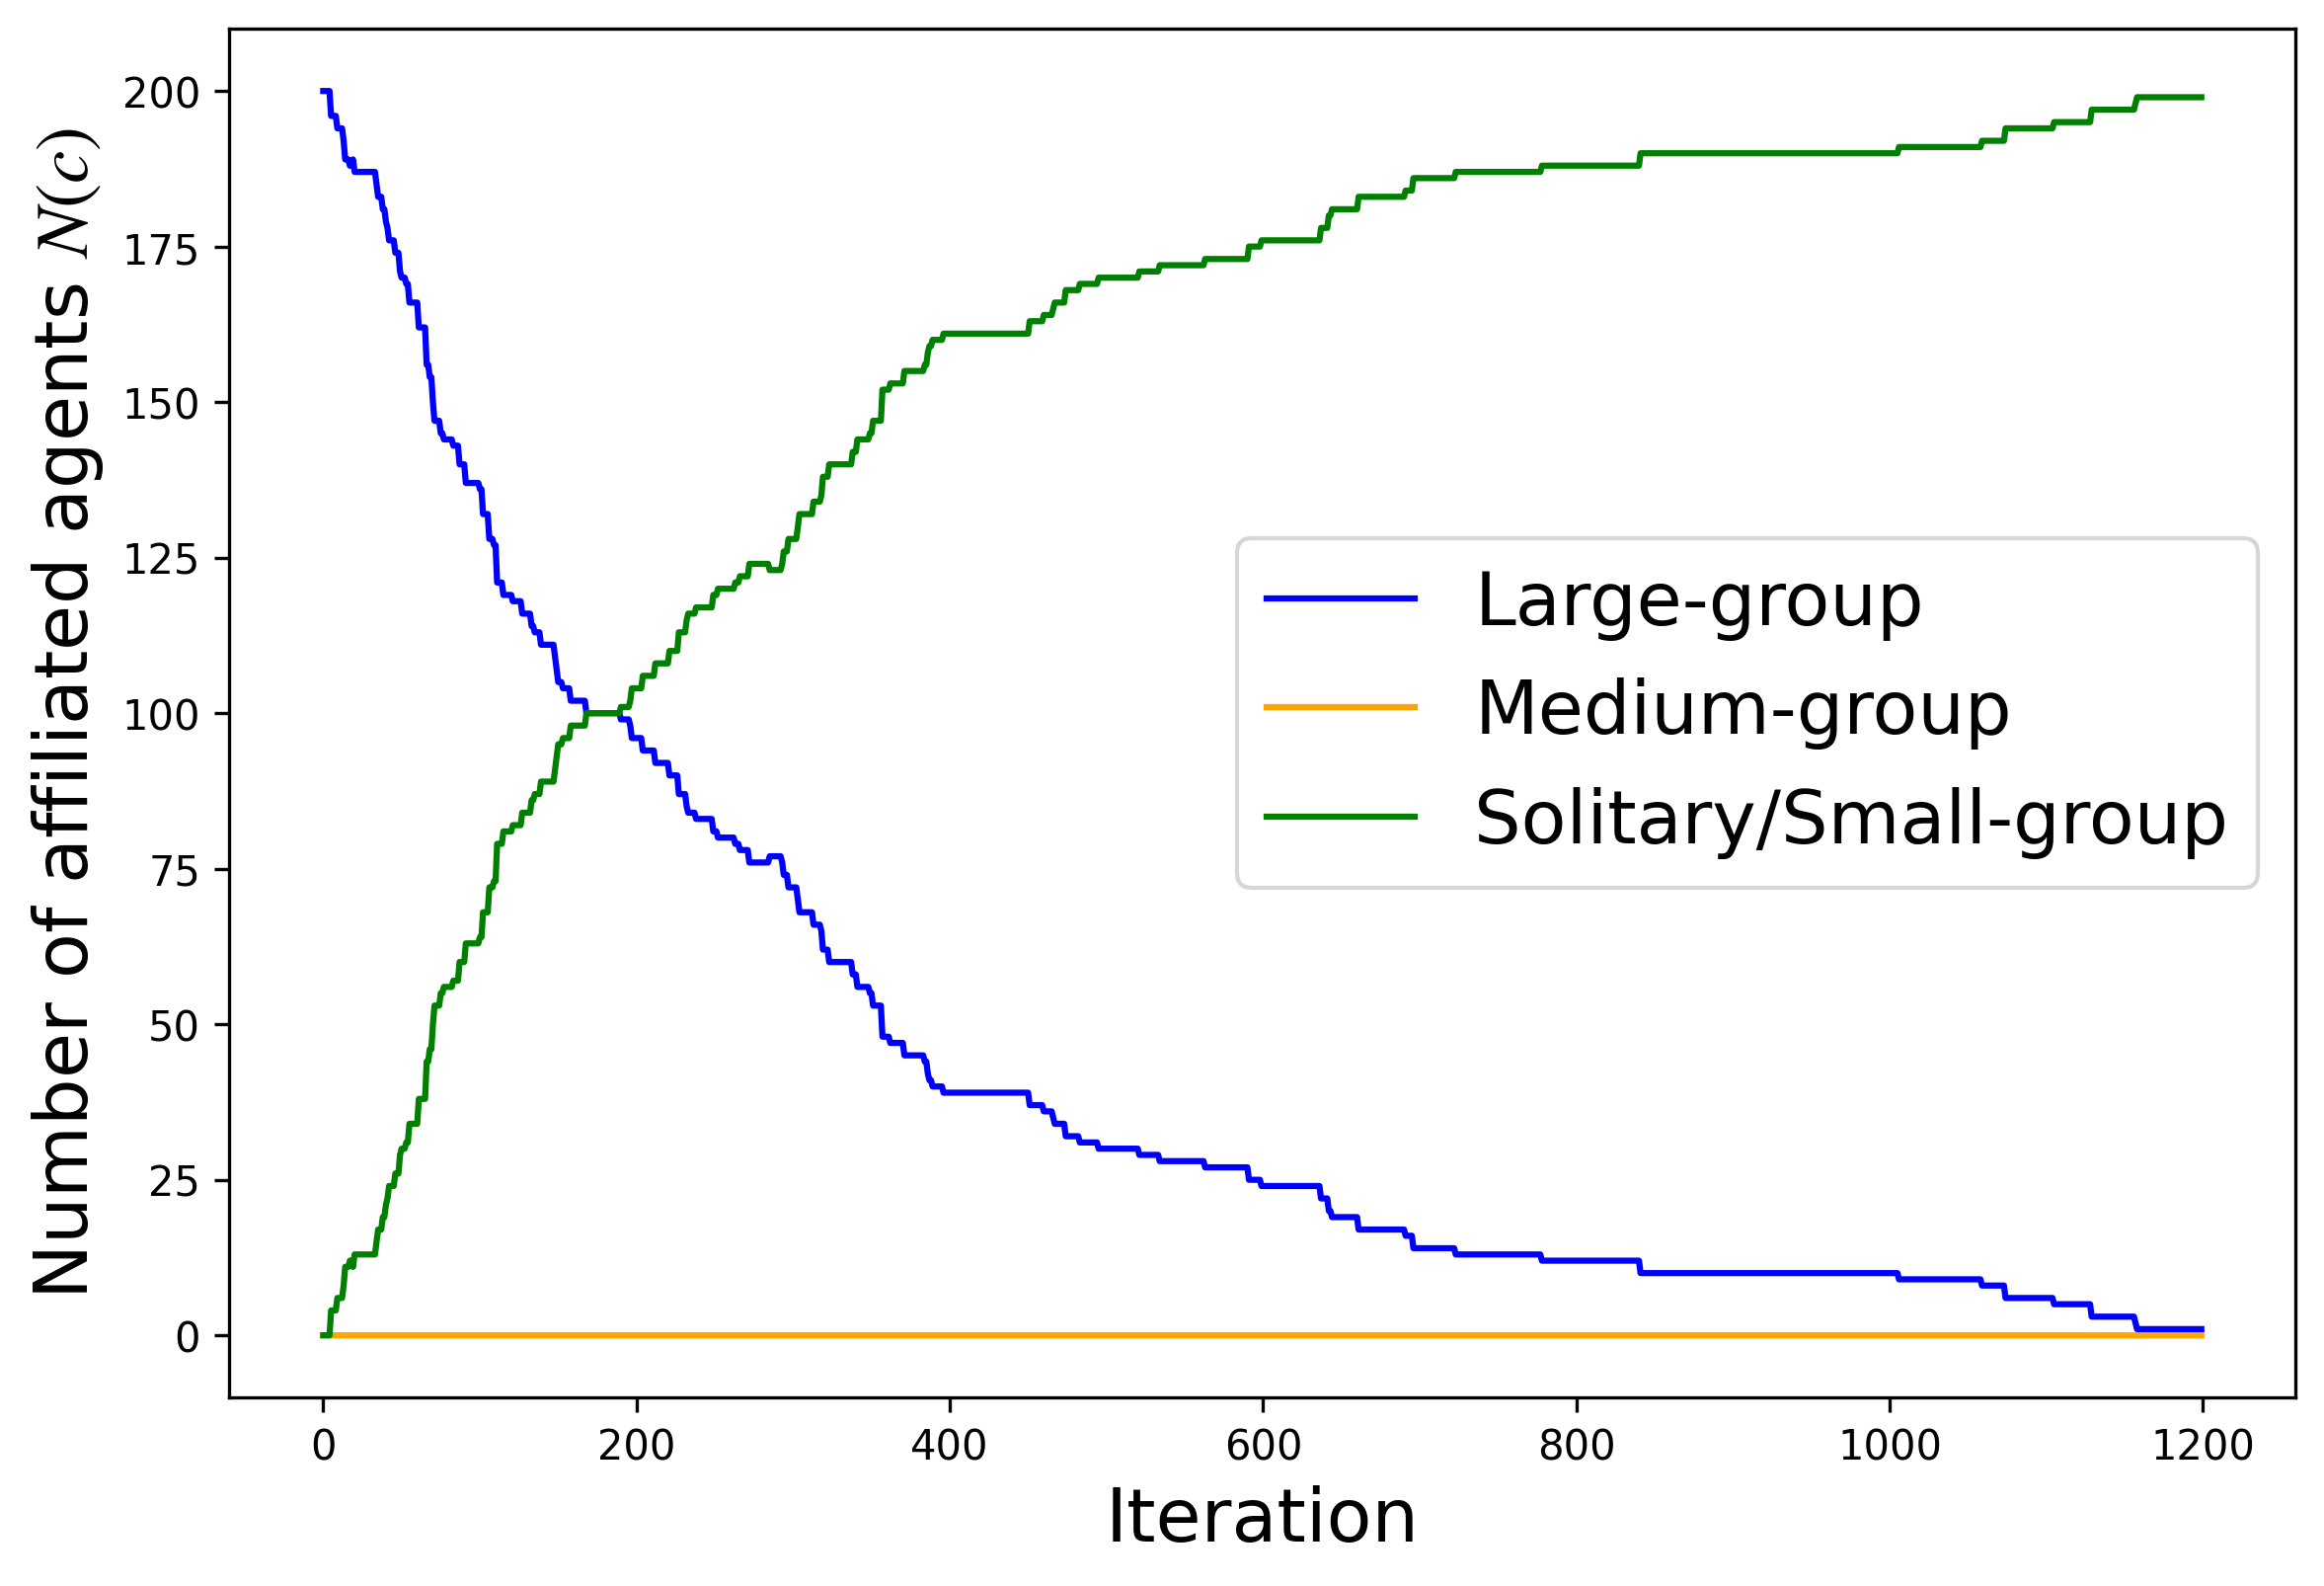 Number of affiliated agents N(c)
200
175
150
125
100
75
50
25
0
0 200 400 600 800 1000 1200
Iteration
Large-group
Medium-group
Solitary/Small-group